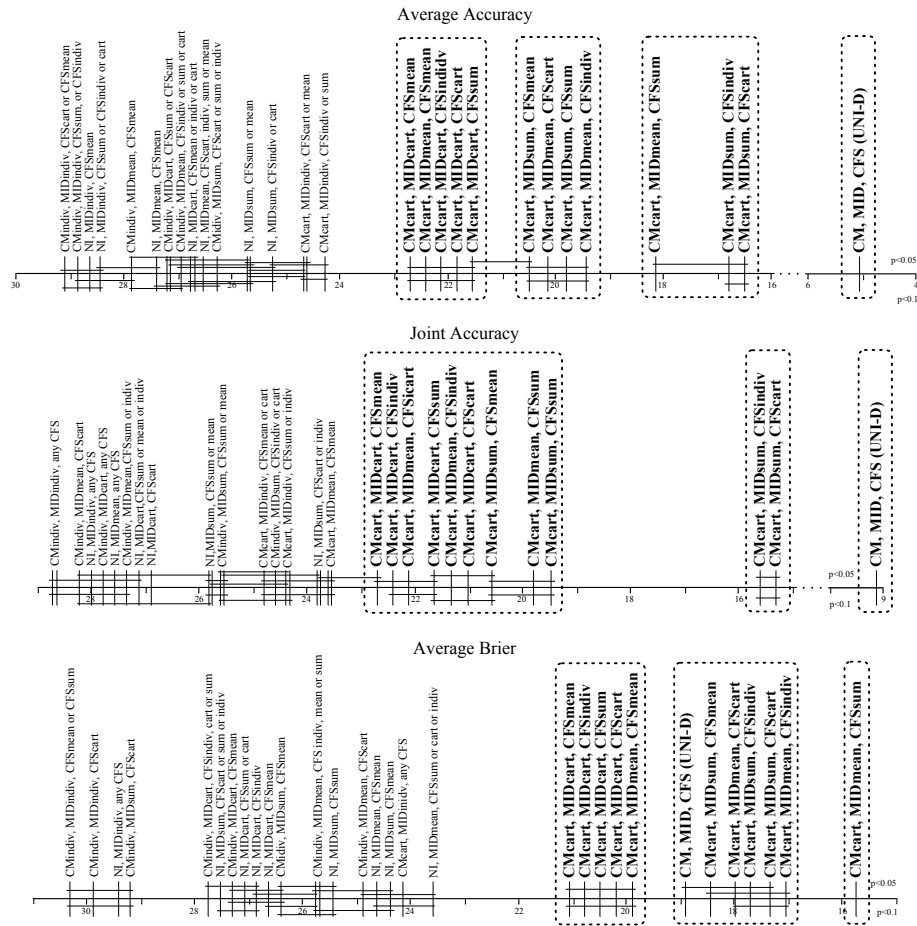 Average Accuracy
CMindiv, MIDindiv, CFScart or CFSmean
CMindiv, MIDindiv, CFSsum, or CFSindiv
NI, MIDindiv, CFSmean
NI, MIDindiv, CFSsum or CFSindiv or cart
CMindiv, MIDmean, CFSmean
NI, MIDmean, CFSmean
CMindiv, MIDcart, CFSsum or CFScart
CMindiv, MIDmean, CFSindiv or sum or cart
NI, MIDcart, CFSmean or indiv or cart
NI, MIDmean, CFScart, indiv, sum or mean
CMidiv, MIDsum, CFScart or sum or indiv
NI, MIDsum, CFSsum or mean
NI, MIDsum, CFSindiv or cart
CMcart, MIDindiv, CFScart or mean
CMcart, MIDindiv, CFSindiv or sum
CMcart, MIDcart, CFSmean
CMcart, MIDmean, CFSmean
CMcart, MIDcart, CFSindidv
CMcart, MIDcart, CFScart
CMcart, MIDcart, CFSsum
CMcart, MIDsum, CFSmean
CMcart, MIDmean, CFScart
CMcart, MIDsum, CFSsum
CMcart, MIDmean, CFSindiv
CMcart, MIDmean, CFSsum
CMcart, MIDsum, CFSindiv
CMcart, MIDsum, CFScart
CM, MID, CFS (UNI-D)
p<0.05
30 28 26 24 22 20 18 16 6 4
p<0.1
Joint Accuracy
CMindiv, MIDindiv, any CFS
CMindiv, MIDmean, CFScart
NI, MIDindiv, any CFS
CMindiv, MIDcart, any CFS
NI, MIDmean, any CFS
CMindiv, MIDmean,CFSsum or indiv
NI, MIDcart,CFSsum or mean or indiv
NI,MIDcart, CFScart
NI,MIDsum, CFSsum or mean
CMindiv, MIDsum, CFSsum or mean
CMcart, MIDindiv, CFSmean or cart
CMindiv, MIDsum, CFSindiv or cart
CMcart, MIDindiv, CFSsum or indiv
NI, MIDsum, CFScart or indiv
CMcart, MIDmean, CFSmean
CMcart, MIDcart, CFSmean
CMcart, MIDcart, CFSindiv
CMcart, MIDmean, CFSicart
CMcart, MIDcart, CFSsum
CMcart, MIDmean, CFSindiv
CMcart, MIDcart, CFScart
CMcart, MIDsum, CFSmean
CMcart, MIDmean, CFSsum
CMcart, MIDsum, CFSsum
CMcart, MIDsum, CFSindiv
CMcart, MIDsum, CFScart
CM, MID, CFS (UNI-D)
p<0.05
28 26 24 22 20 18 16 9
p<0.1
Average Brier
CMindiv, MIDindiv, CFSmean or CFSsum
CMindiv, MIDindiv, CFScart
NI, MIDindiv, any CFS
CMindiv, MIDsum, CFScart
CMindiv, MIDcart, CFSindiv, cart or sum
NI, MIDsum, CFScart or sum or indiv
CMindiv, MIDcart, CFSmean
NI, MIDcart, CFSsum or cart
NI, MIDcart, CFSindiv
NI, MIDcart, CFSmean
CMindiv, MIDsum, CFSmean
CMindiv, MIDmean, CFS indiv, mean or sum
NI, MIDsum, CFSsum
CMindiv, MIDmean, CFScart
NI, MIDmean, CFSmean
NI, MIDsum, CFSmean
CMcart, MIDinidv, any CFS
NI, MIDmean, CFSsum or cart or indiv
CMcart, MIDcart, CFSmean
CMcart, MIDcart, CFSindiv
CMcart, MIDcart, CFSsum
CMcart, MIDcart, CFScart
CMcart, MIDmean, CFSmean
CM, MID, CFS (UNI-D)
CMcart, MIDsum, CFSmean
CMcart, MIDmean, CFScart
CMcart, MIDsum, CFSindiv
CMcart, MIDsum, CFScart
CMcart, MIDmean, CFSindiv
CMcart, MIDmean, CFSsum
p<0.05
30 28 26 24 22 20 18 16
p<0.1